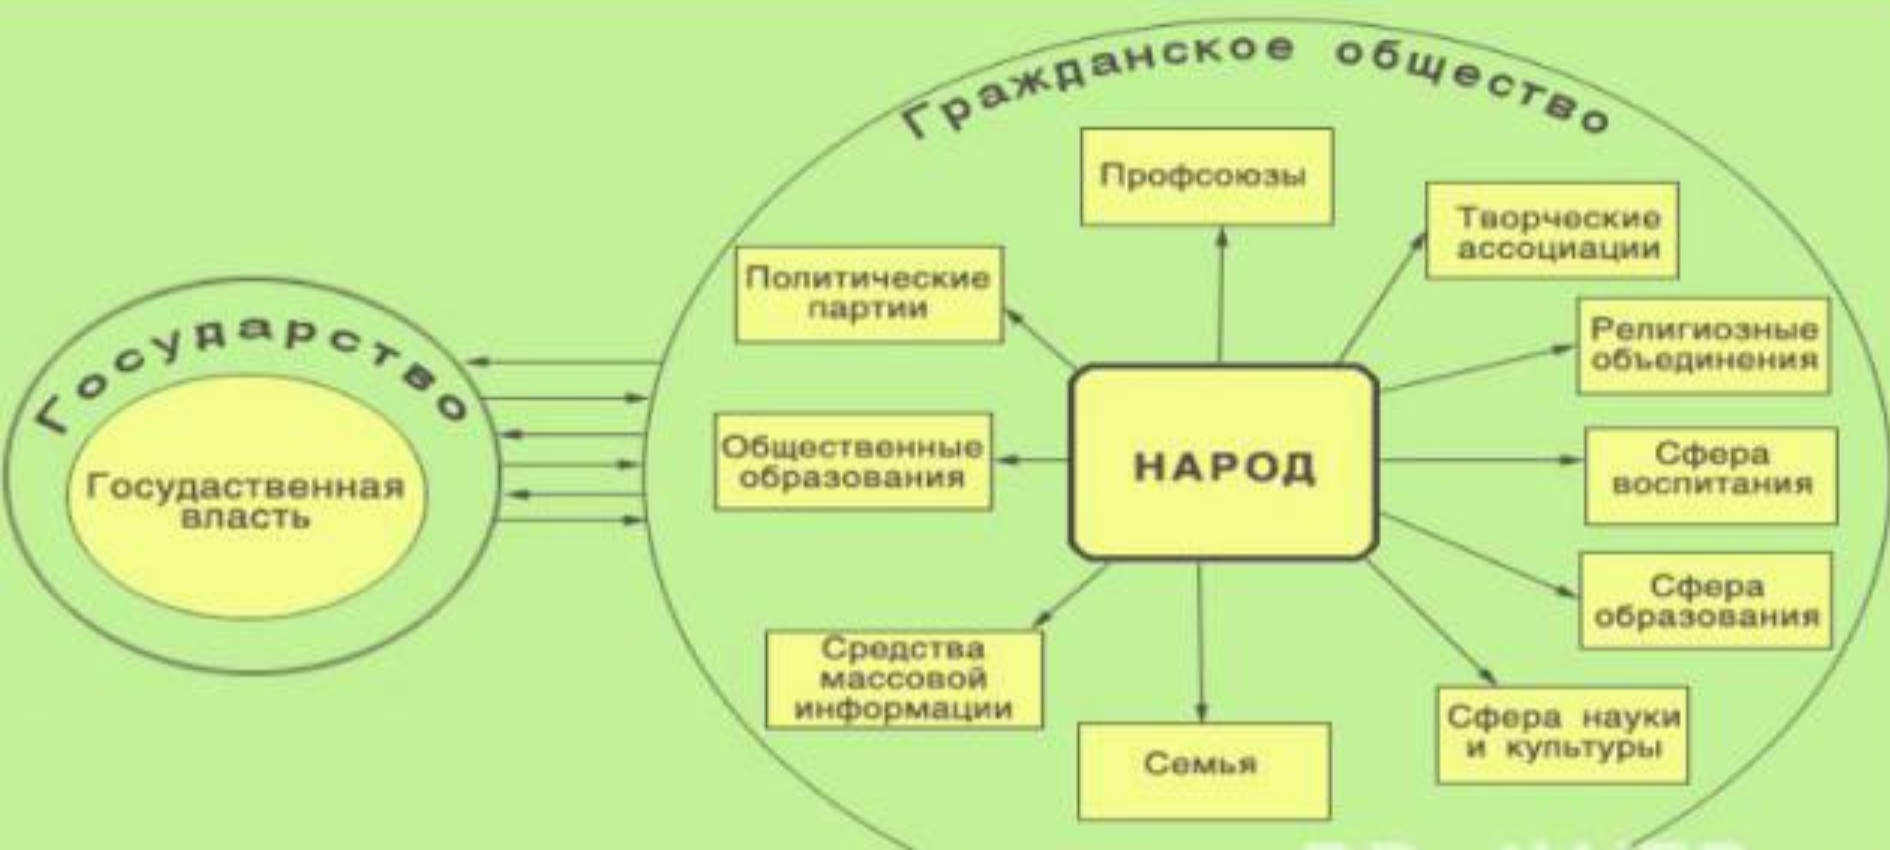 Гражданское общество
Профсоюзы
Творческие
ассоциации
Политические
партии
Религиозные
объединения
Государство
Государственная
власть
Общественные
образования
НАРОД
Сфера
воспитания
Сфера
образования
Средства
массовой
информации
Сфера науки
и культуры
Семья